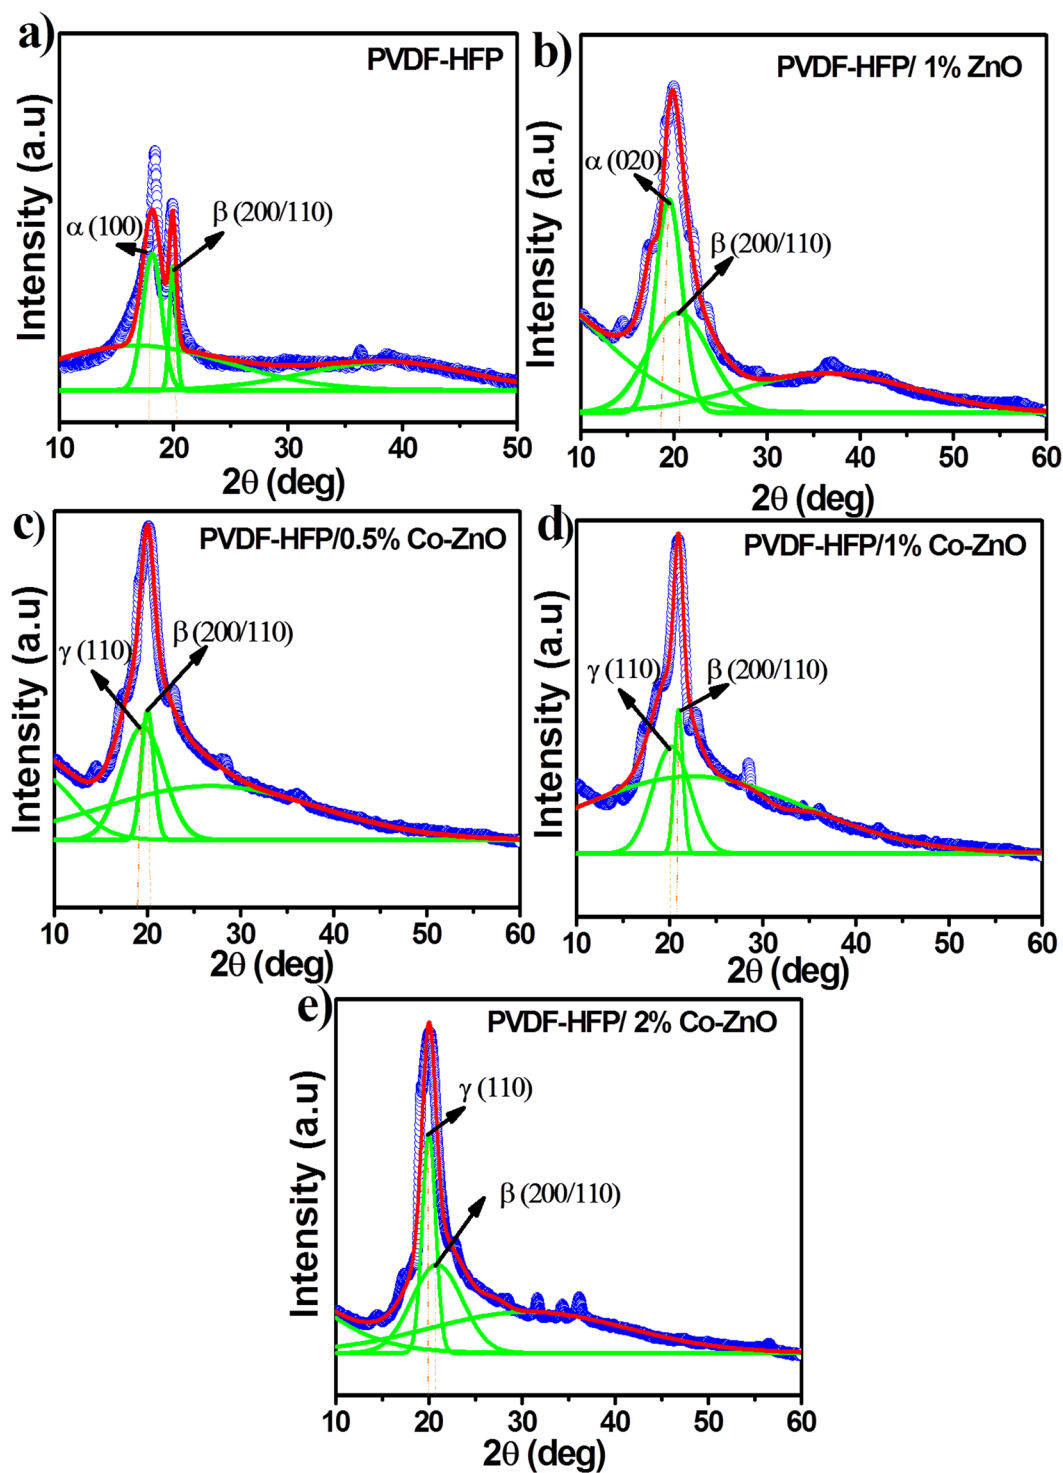 a)
PVDF-HFP
α (100)
β (200/110)
Intensity (a.u)
10 20 30 40 50
2θ (deg)
b)
PVDF-HFP/ 1% ZnO
α (020)
β (200/110)
Intensity (a.u)
10 20 30 40 50 60
2θ (deg)
c)
PVDF-HFP/0.5% Co-ZnO
γ (110)
β (200/110)
Intensity (a.u)
10 20 30 40 50 60
2θ (deg)
d)
PVDF-HFP/1% Co-ZnO
γ (110)
β (200/110)
Intensity (a.u)
10 20 30 40 50 60
2θ (deg)
e)
PVDF-HFP/ 2% Co-ZnO
γ (110)
β (200/110)
Intensity (a.u)
10 20 30 40 50 60
2θ (deg)